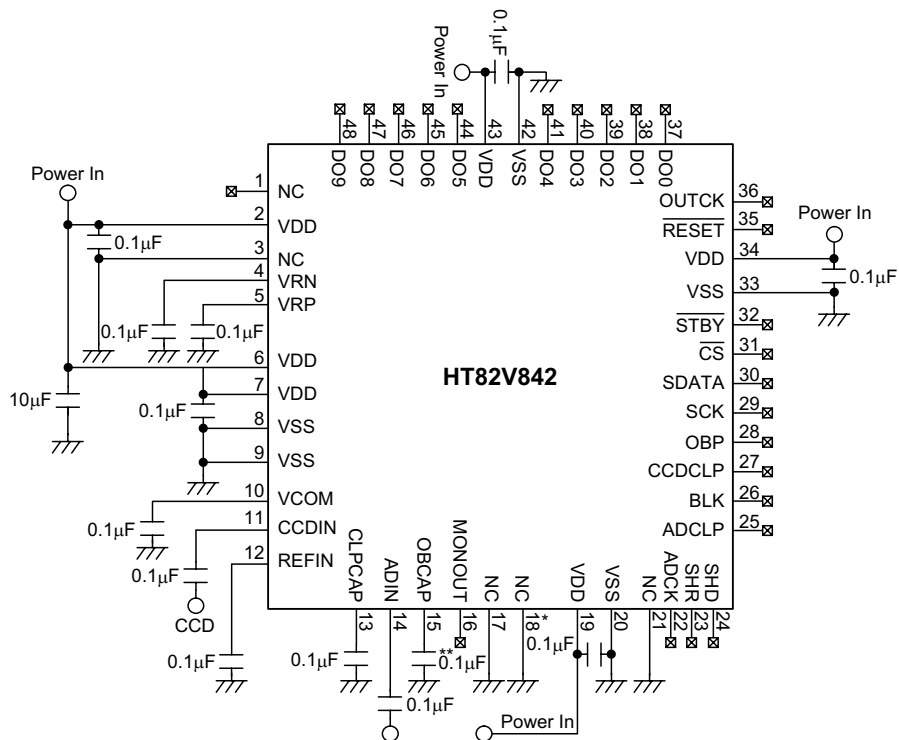 0.1µF
Power In
48 47 46 45 44 43 42 41 40 39 38 37
DO9 DO8 DO7 DO6 DO5 VDD VSS DO4 DO3 DO2 DO1 DO0
Power In
1 NC
2 VDD
0.1µF
3 NC
4 VRN
5 VRP
0.1µF 0.1µF
6 VDD
7 VDD
10µF
0.1µF
8 VSS
9 VSS
10 VCOM
0.1µF
11 CCDIN
0.1µF
CCD
12 REFIN
0.1µF
HT82V842
OUTCK 36
RESET 35
Power In
VDD 34
0.1µF
VSS 33
STBY 32
CS 31
SDATA 30
SCK 29
OBP 28
CCDCLP 27
BLK 26
ADCLP 25
CLPCAP ADIN OBCAP MONOUT NC NC VDD VSS NC ADCK SHR SHD
13 14 15 16 17 18* 19 20 21 22 23 24
0.1µF
**
0.1µF
0.1µF
0.1µF
Power In